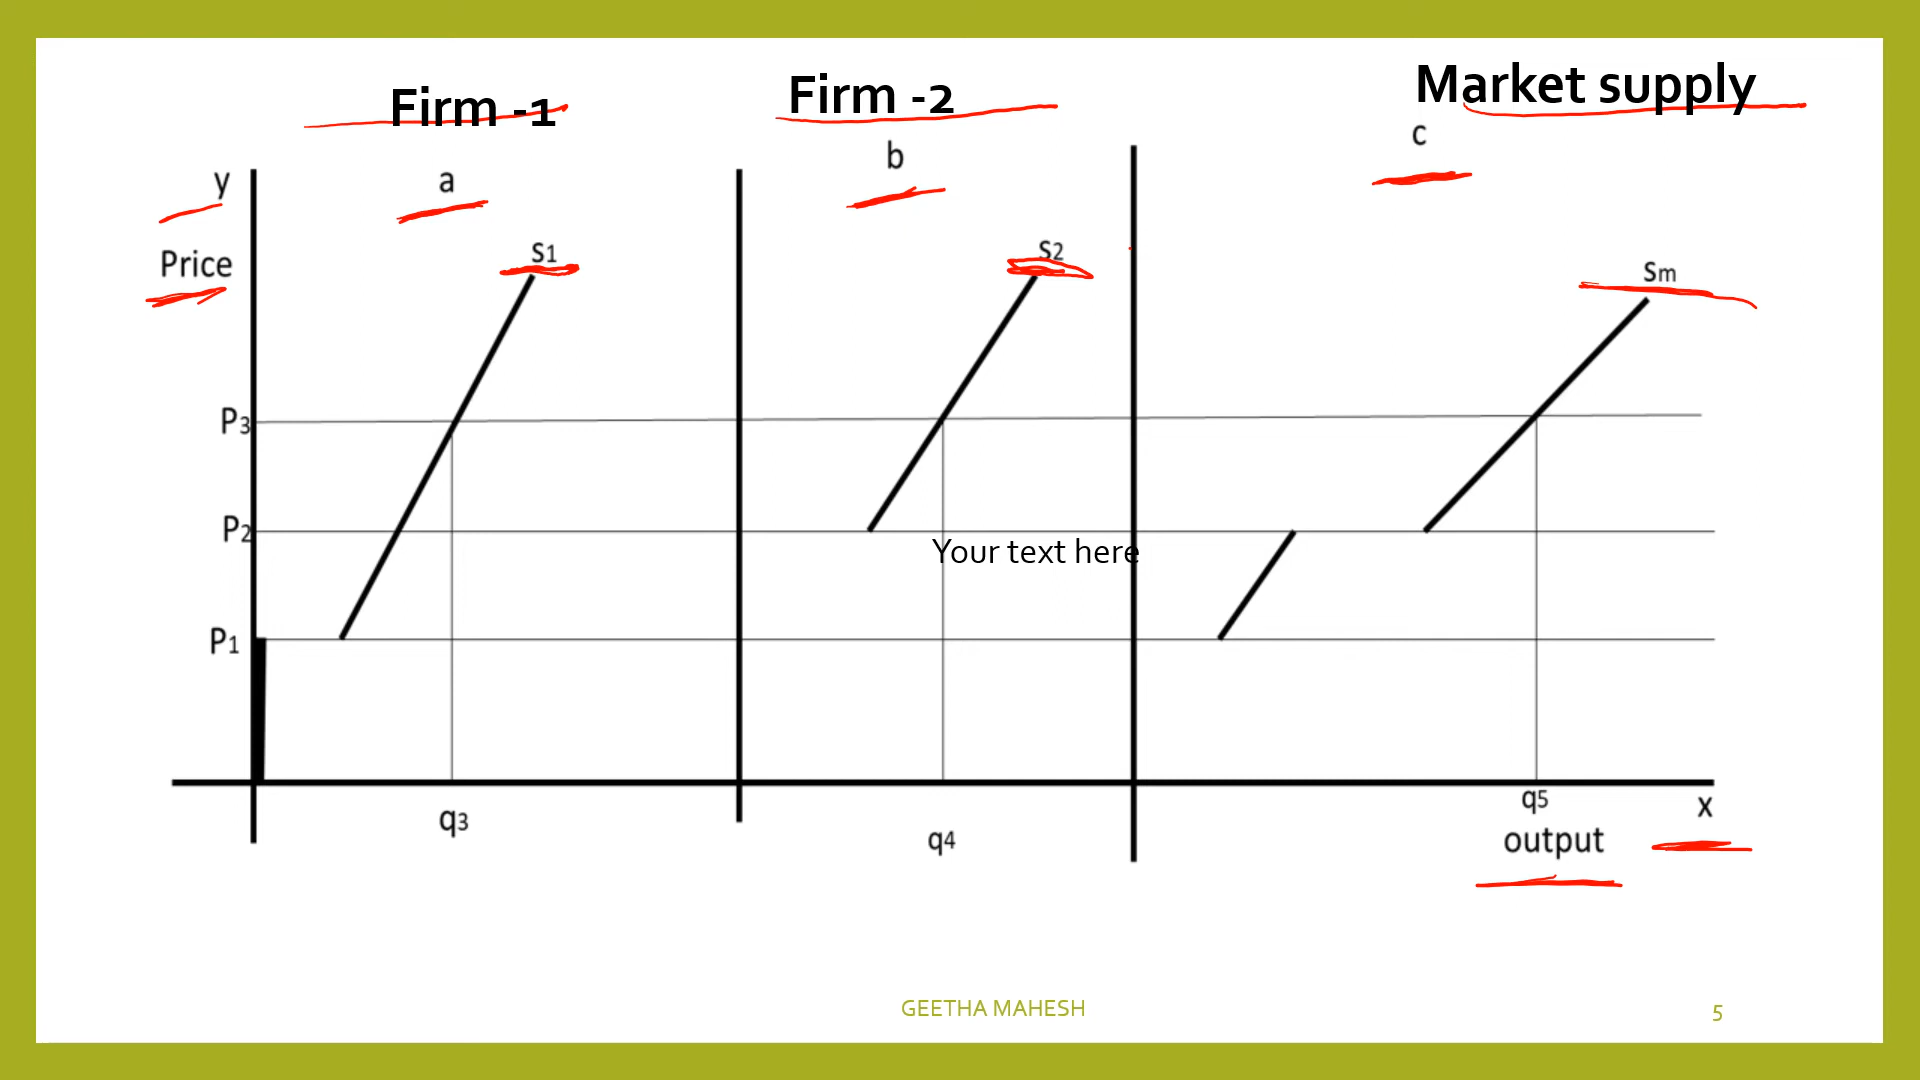 Firm -1
Firm -2
Market supply
y
a
b
c
Price
s1
s2
sm
P3
P2
Your text here
P1
q3
q4
q5
x
output
GEETHA MAHESH
5